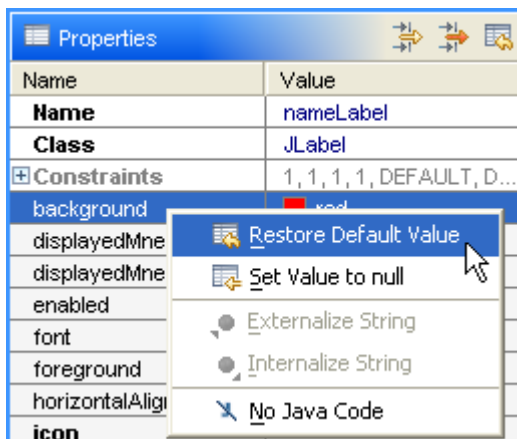 Properties
Name Value
Name nameLabel
Class JLabel
Constraints 1, 1, 1, 1, DEFAULT, D...
background red
displayedMne
Restore Default Value
displayedMne
Set Value to null
enabled
Externalize String
font
foreground
Internalize String
horizontalAlig
No Java Code
icon